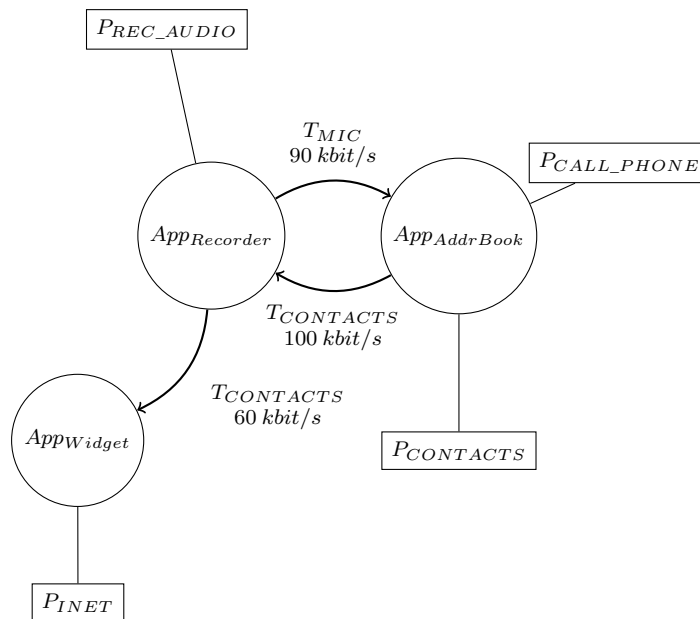 P_REC_AUDIO
T_MIC
90 kbit/s
P_CALL_PHONE
App_Recorder
App_AddrBook
T_CONTACTS
100 kbit/s
T_CONTACTS
60 kbit/s
App_Widget
P_CONTACTS
P_INET